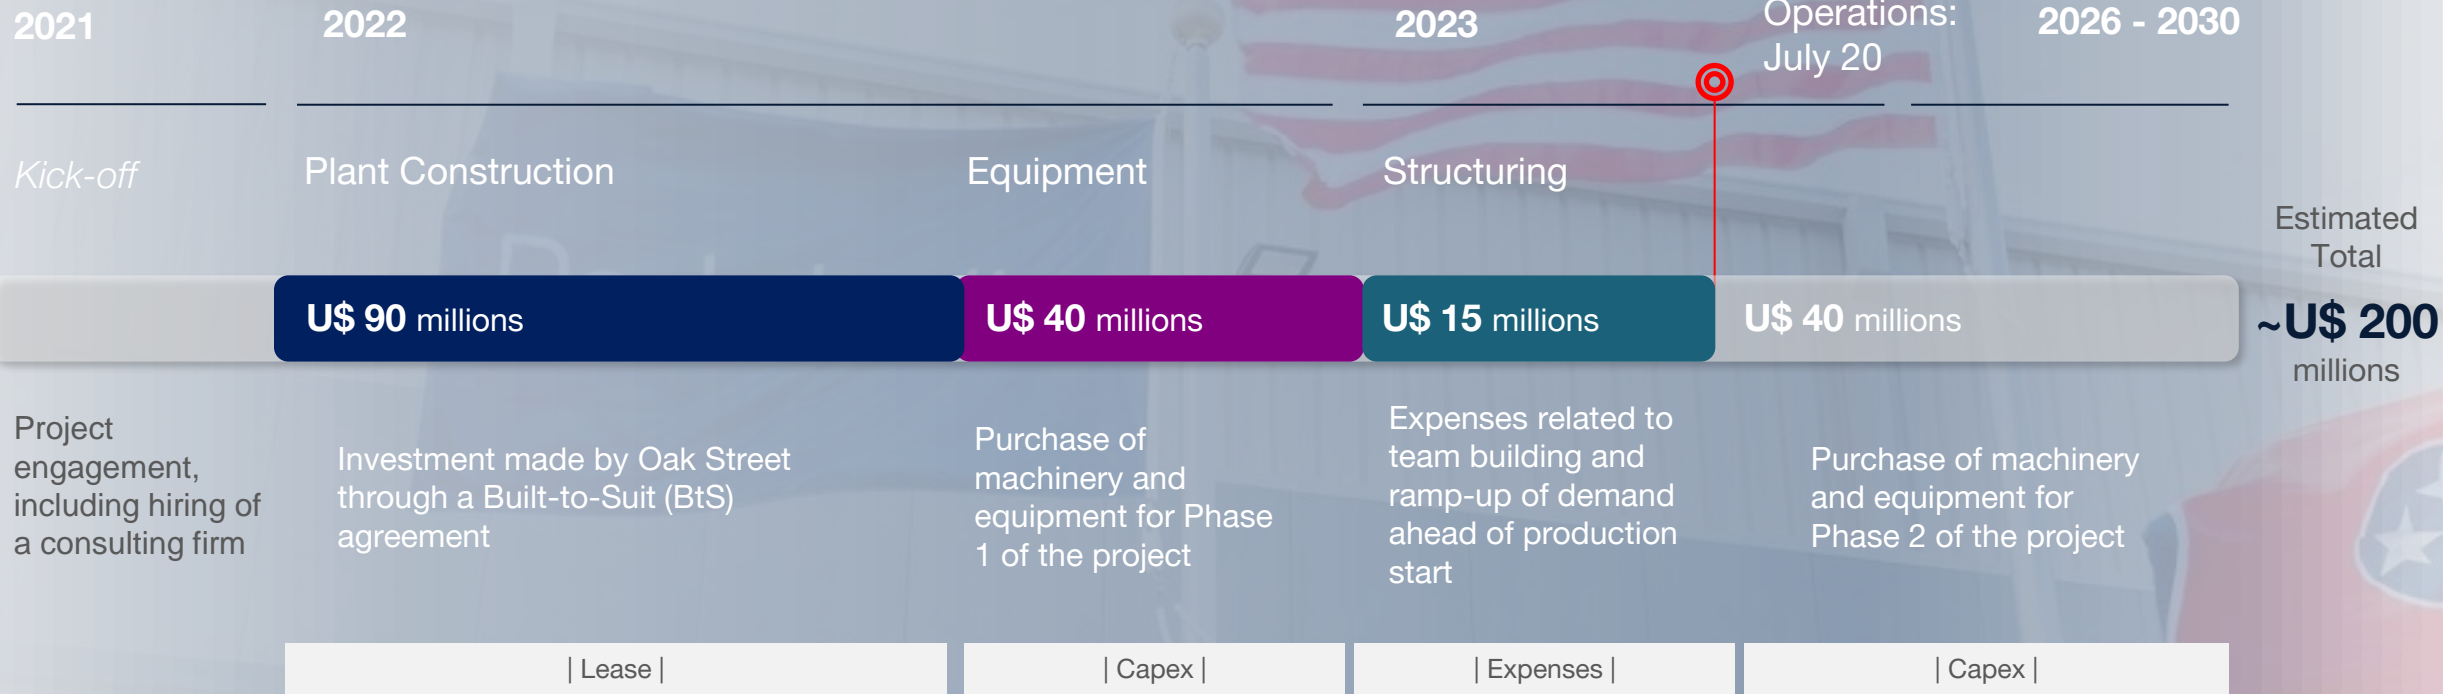 2021
2022
2023
Operations:
July 20
2026 - 2030
Kick-off
Plant Construction
Equipment
Structuring
Estimated
Total
~U$ 200
millions
U$ 90 millions
U$ 40 millions
U$ 15 millions
U$ 40 millions
Project
engagement,
including hiring of
a consulting firm
Investment made by Oak Street
through a Built-to-Suit (BtS)
agreement
Purchase of
machinery and
equipment for Phase
1 of the project
Expenses related to
team building and
ramp-up of demand
ahead of production
start
Purchase of machinery
and equipment for
Phase 2 of the project
| Lease |
| Capex |
| Expenses |
| Capex |